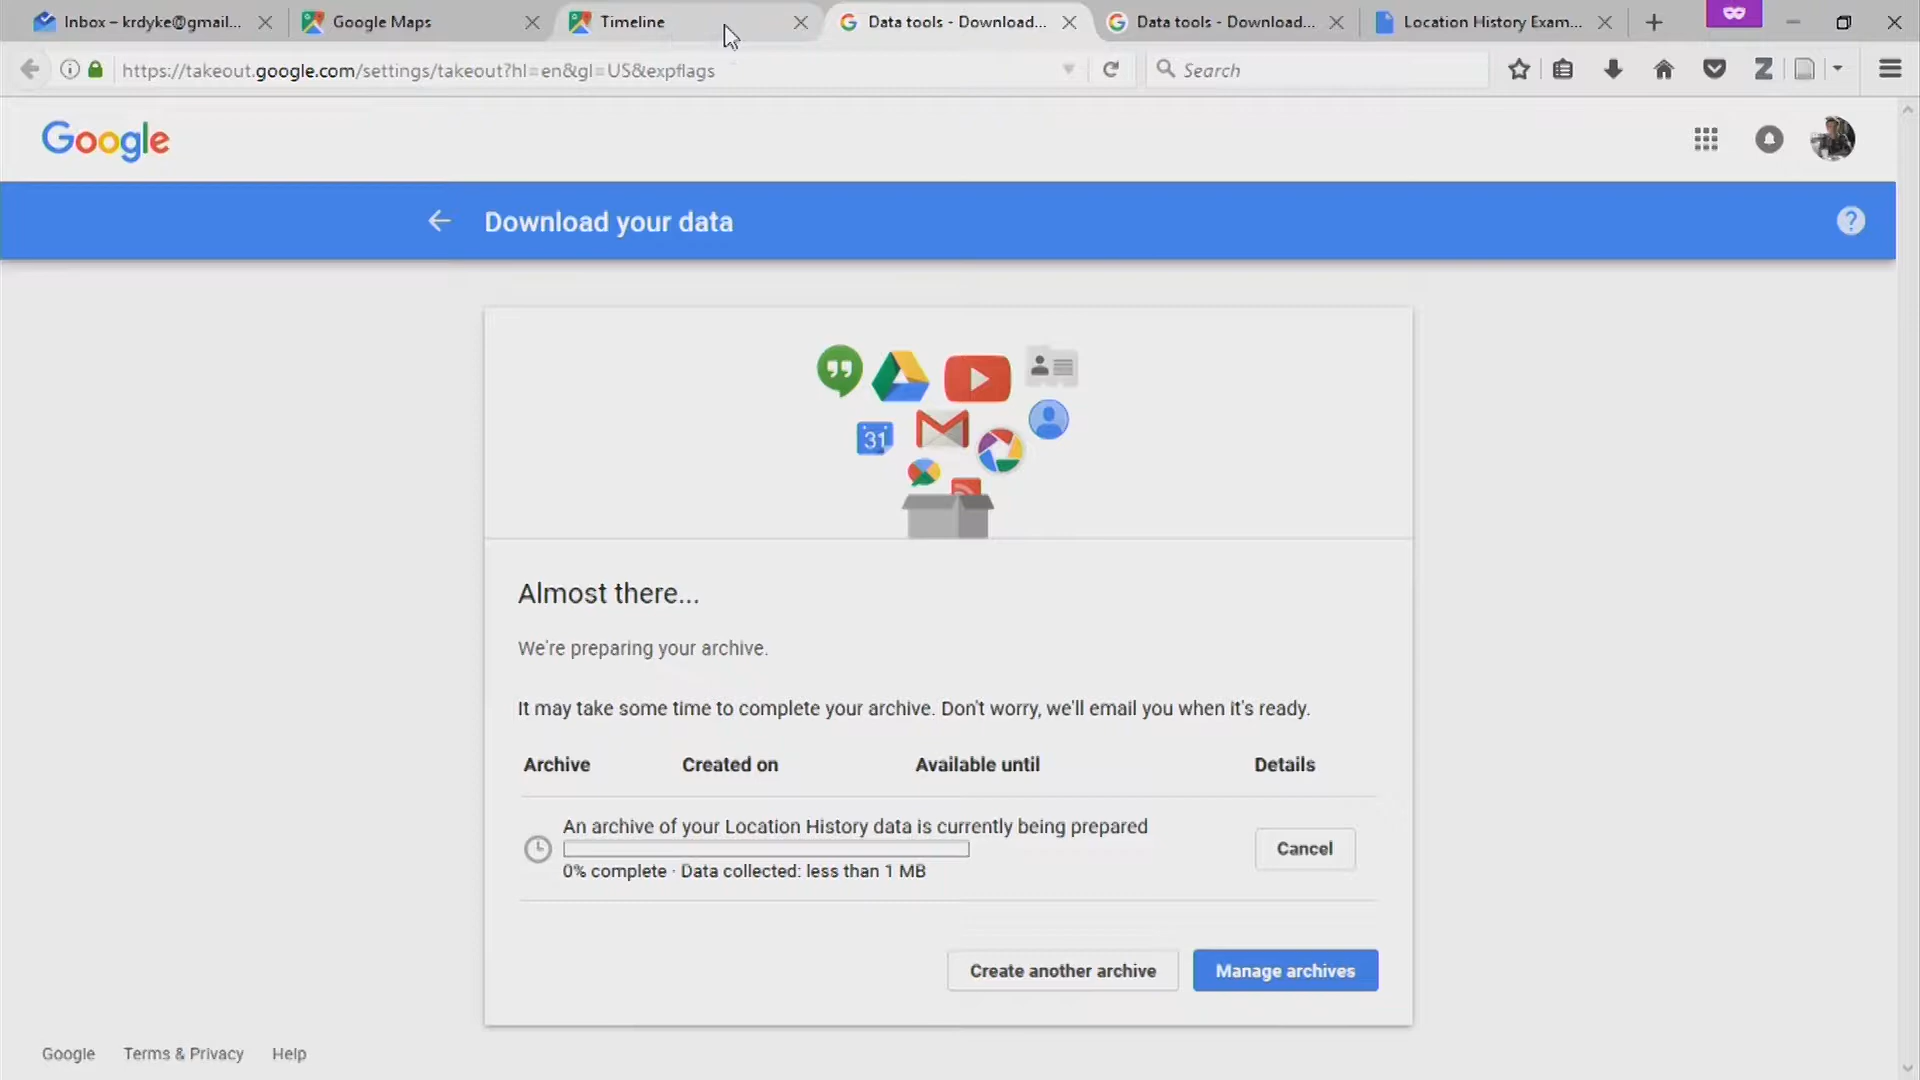 Inbox – krdyke@gmail...
Google Maps
Timeline
Data tools - Download...
Data tools - Download...
Location History Exam...
https://takeout.google.com/settings/takeout?hl=en&gl=US&expflags
Search
Google
Download your data
31
Almost there...
We're preparing your archive.
It may take some time to complete your archive. Don't worry, we'll email you when it's ready.
Archive Created on Available until Details
An archive of your Location History data is currently being prepared
0% complete · Data collected: less than 1 MB
Cancel
Create another archive
Manage archives
Google Terms & Privacy Help